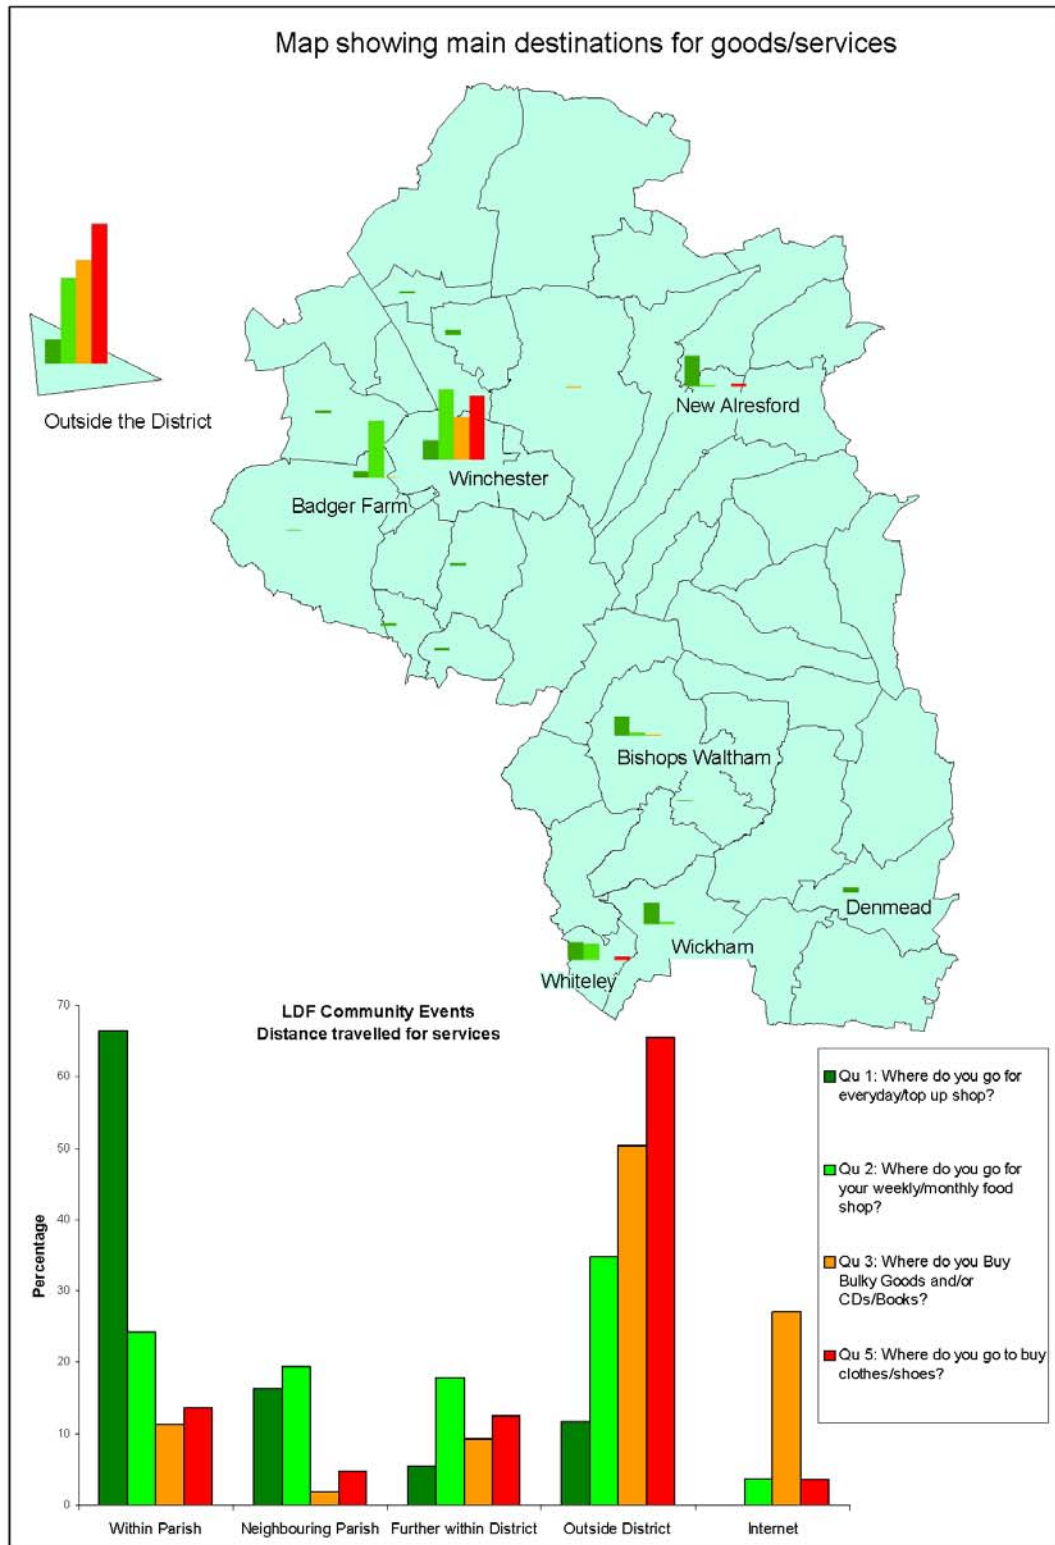 Map showing main destinations for goods/services
Outside the District
New Alresford
Winchester
Badger Farm
Bishops Waltham
Denmead
Wickham
Whiteley
LDF Community Events
Distance travelled for services
Percentage
70
60
50
40
30
20
10
0
Within Parish
Neighbouring Parish
Further within District
Outside District
Internet
Qu 1: Where do you go for
everyday/top up shop?
Qu 2: Where do you go for
your weekly/monthly food
shop?
Qu 3: Where do you Buy
Bulky Goods and/or
CDs/Books?
Qu 5: Where do you go to buy
clothes/shoes?